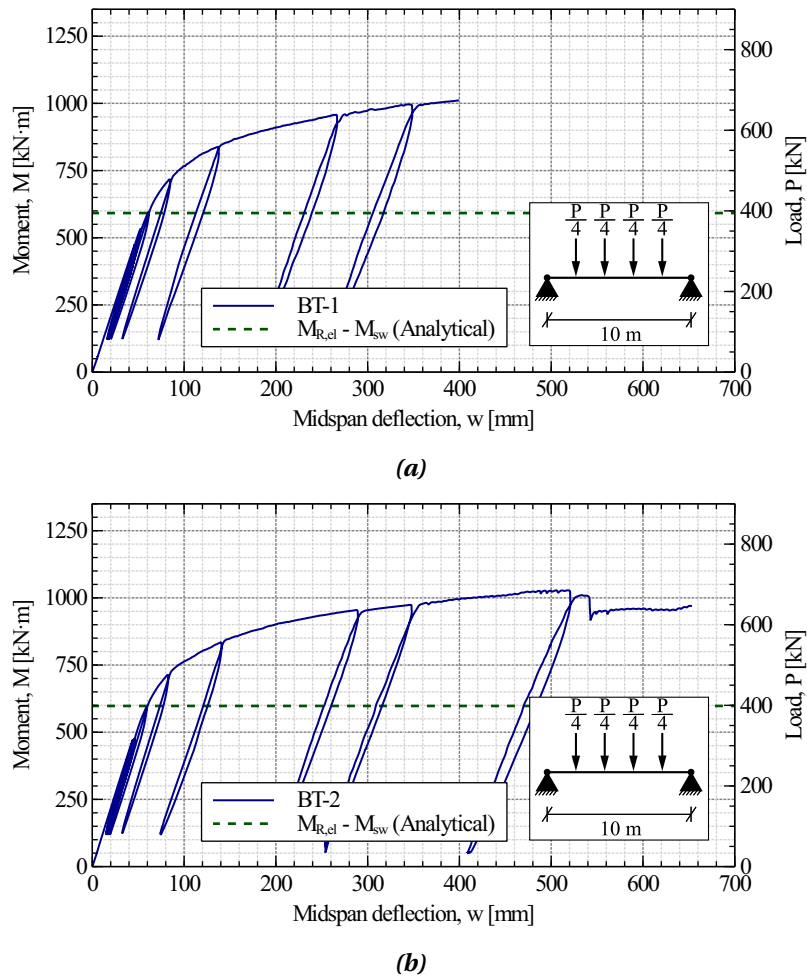 1250
1000
750
500
250
0
Moment, M [kN·m]
800
600
400
200
0
Load, P [kN]
P P P P
4 4 4 4
10 m
BT-1
M_R,el - M_sw (Analytical)
0 100 200 300 400 500 600 700
Midspan deflection, w [mm]
(a)
1250
1000
750
500
250
0
Moment, M [kN·m]
800
600
400
200
0
Load, P [kN]
P P P P
4 4 4 4
10 m
BT-2
M_R,el - M_sw (Analytical)
0 100 200 300 400 500 600 700
Midspan deflection, w [mm]
(b)